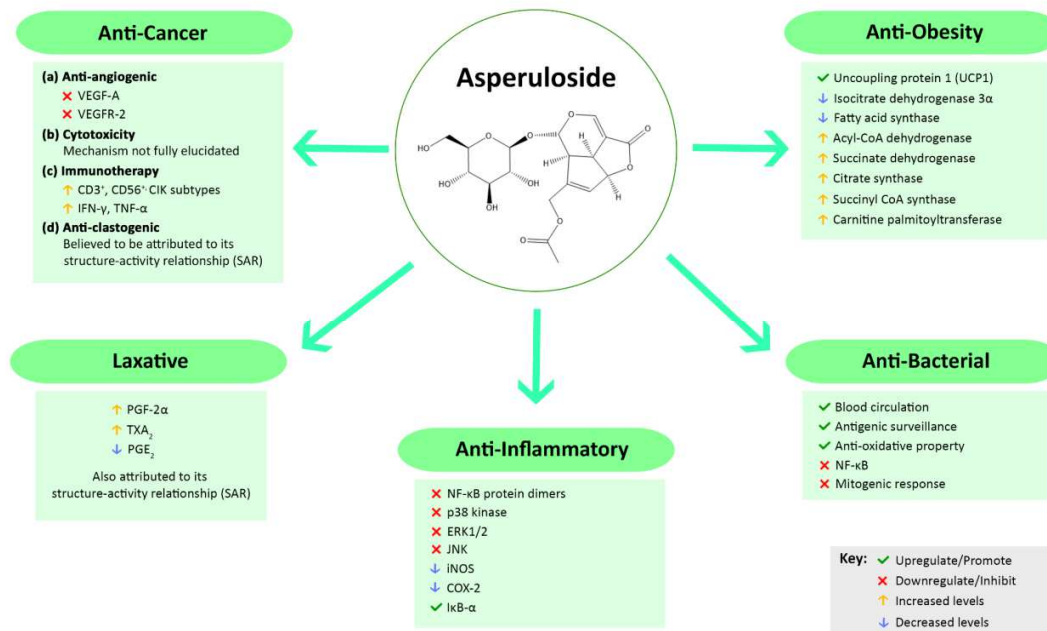 Anti-Cancer
(a) Anti-angiogenic
✕ VEGF-A
✕ VEGFR-2
(b) Cytotoxicity
Mechanism not fully elucidated
(c) Immunotherapy
↑ CD3⁺, CD56⁺· CIK subtypes
↑ IFN-γ, TNF-α
(d) Anti-clastogenic
Believed to be attributed to its
structure-activity relationship (SAR)
Asperuloside
O
O
O
O
O
HO
HO
OH
OH
H
H
H
O
O
O
Anti-Obesity
✓ Uncoupling protein 1 (UCP1)
↓ Isocitrate dehydrogenase 3α
↓ Fatty acid synthase
↑ Acyl-CoA dehydrogenase
↑ Succinate dehydrogenase
↑ Citrate synthase
↑ Succinyl CoA synthase
↑ Carnitine palmitoyltransferase
Laxative
↑ PGF-2α
↑ TXA₂
↓ PGE₂
Also attributed to its
structure-activity relationship (SAR)
Anti-Inflammatory
✕ NF-κB protein dimers
✕ p38 kinase
✕ ERK1/2
✕ JNK
↓ iNOS
↓ COX-2
✓ IκB-α
Anti-Bacterial
✓ Blood circulation
✓ Antigenic surveillance
✓ Anti-oxidative property
✕ NF-κB
✕ Mitogenic response
Key: ✓ Upregulate/Promote
✕ Downregulate/Inhibit
↑ Increased levels
↓ Decreased levels